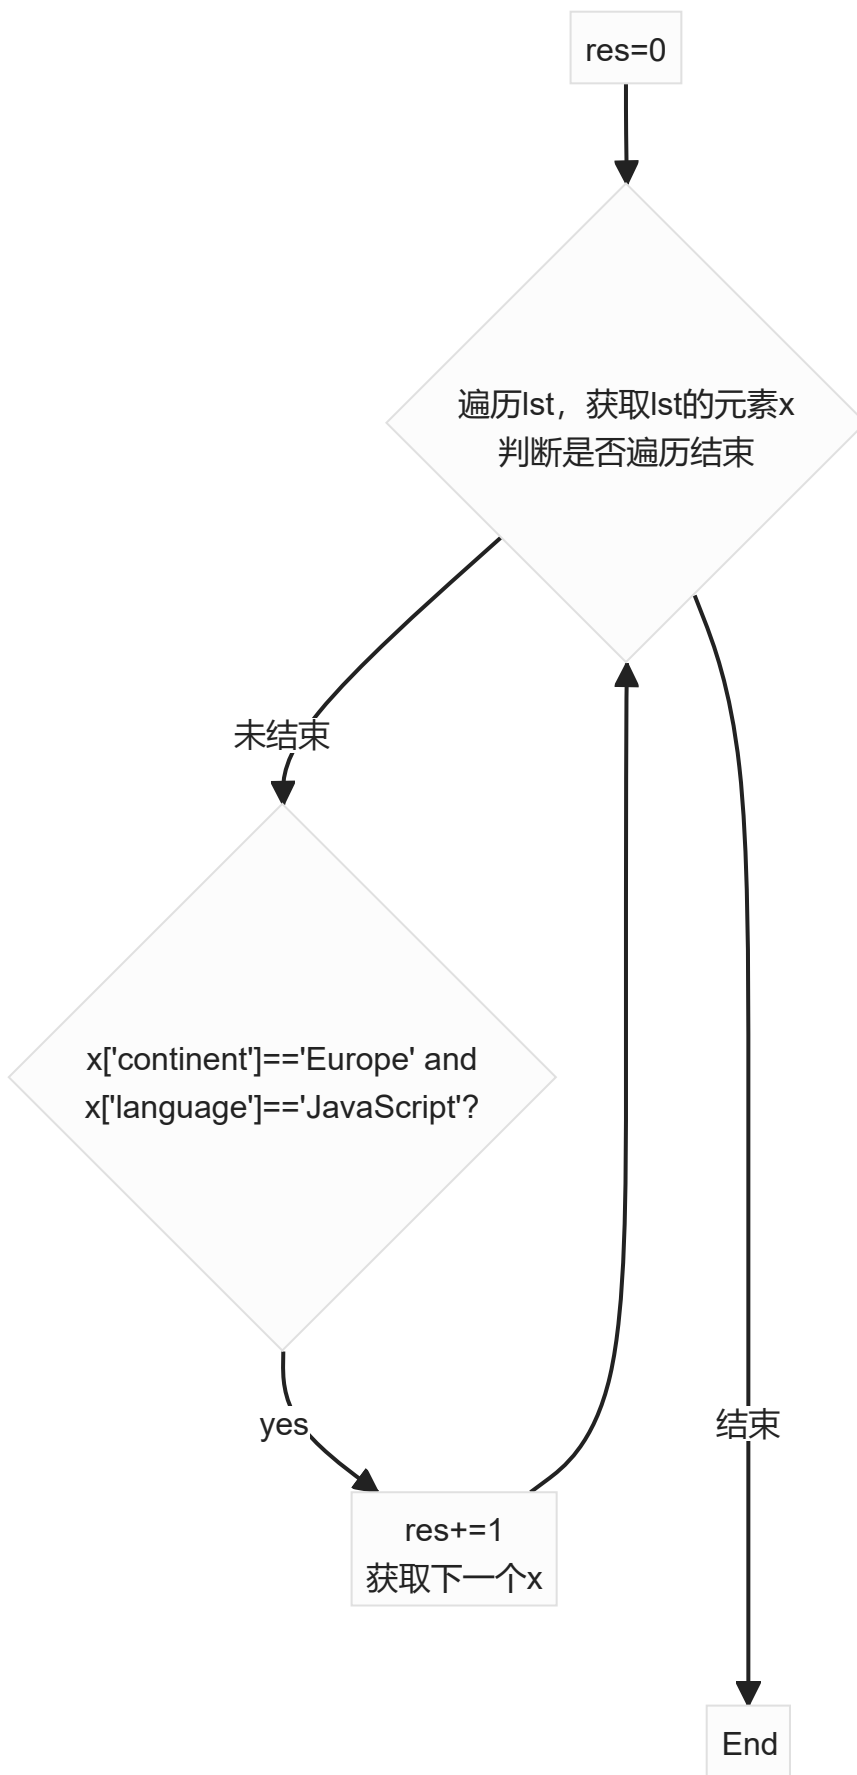 res=0
遍历lst，获取lst的元素x
判断是否遍历结束
未结束
x['continent']=='Europe' and
x['language']=='JavaScript'?
yes
结束
res+=1
获取下一个x
End